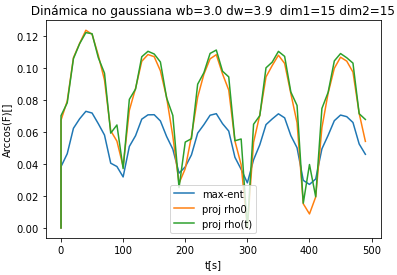 Dinámica no gaussiana wb=3.0 dw=3.9  dim1=15 dim2=15
0.12
0.10
0.08
0.06
0.04
0.02
0.00
Arccos(F)[]
max-ent
proj rho0
proj rho(t)
0
100
200
300
400
500
t[s]